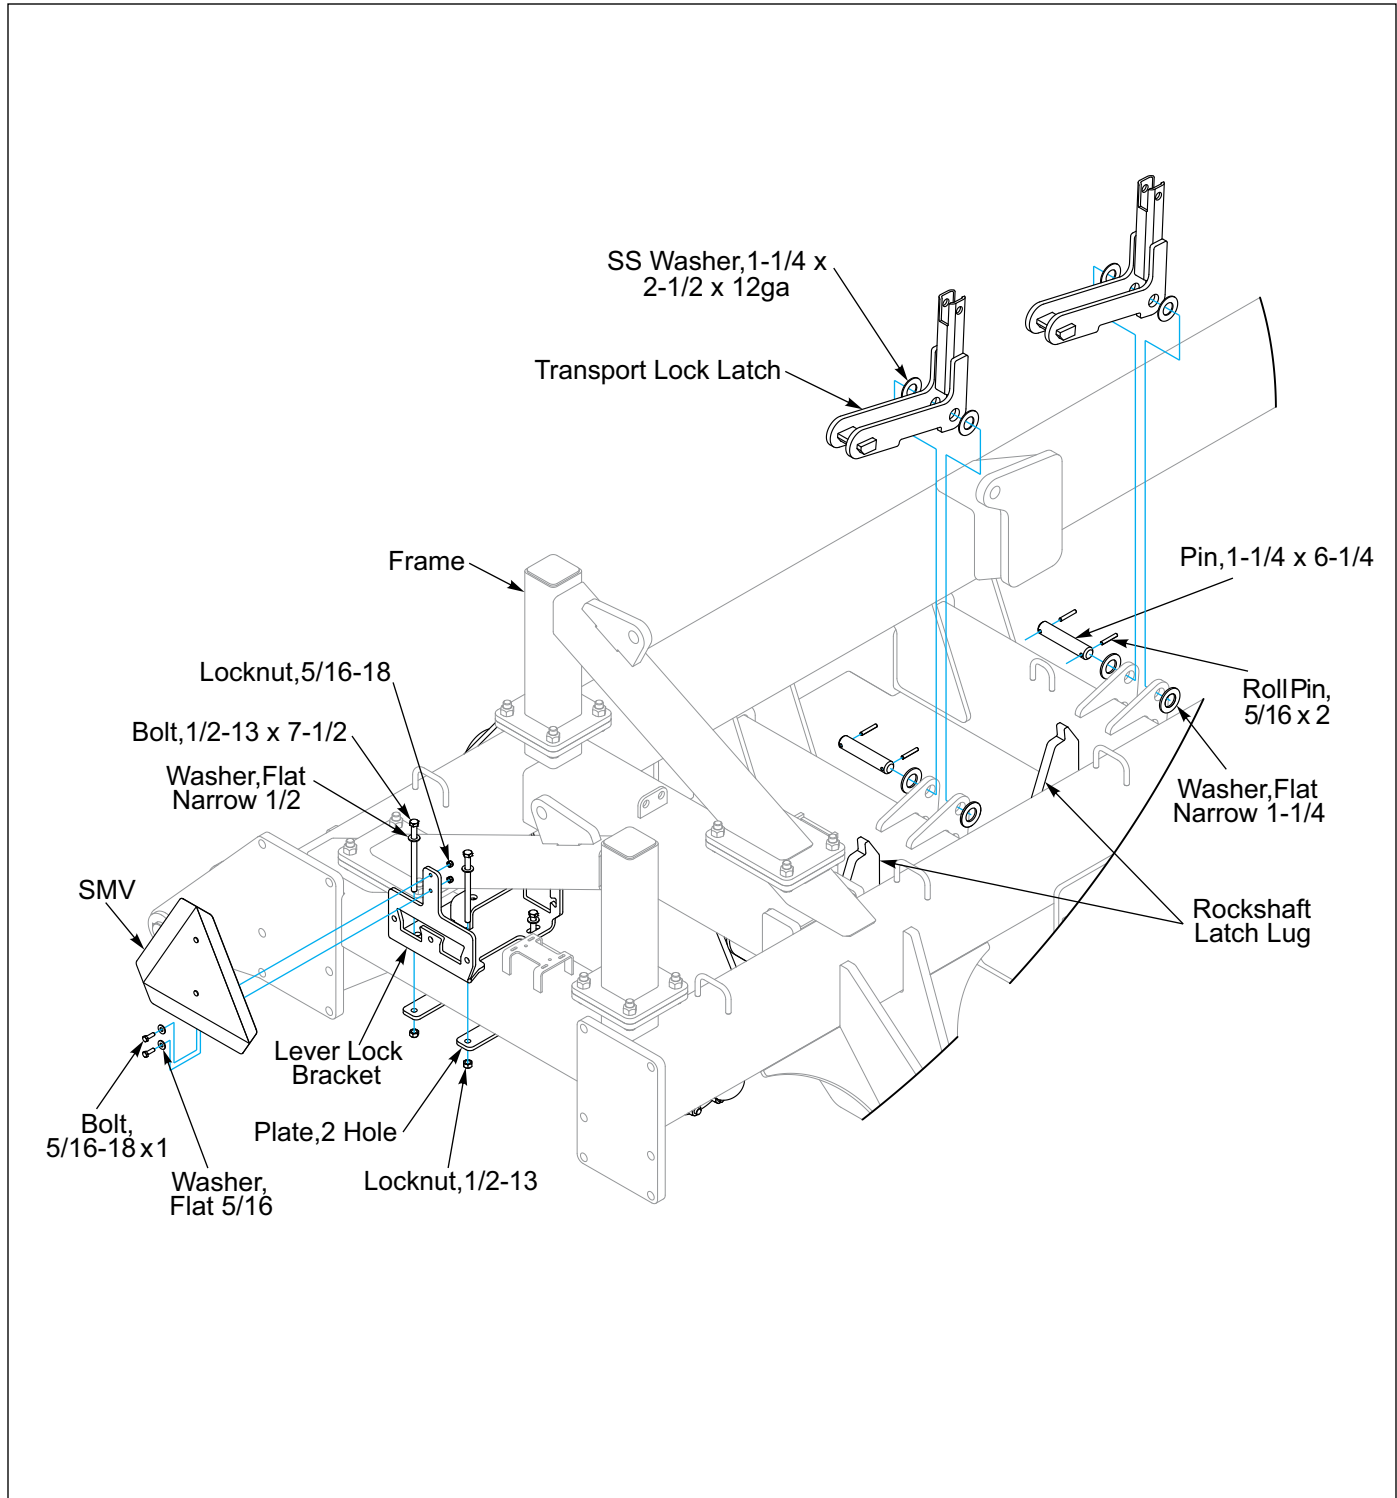 SS Washer,1-1/4 x
2-1/2 x 12ga
Transport Lock Latch
Frame
Pin,1-1/4 x 6-1/4
Locknut,5/16-18
Roll Pin,
5/16 x 2
Bolt,1/2-13 x 7-1/2
Washer,Flat
Narrow 1/2
Washer,Flat
Narrow 1-1/4
SMV
Rockshaft
Latch Lug
Lever Lock
Bracket
Bolt,
5/16-18 x1
Plate,2 Hole
Washer,
Flat 5/16
Locknut,1/2-13